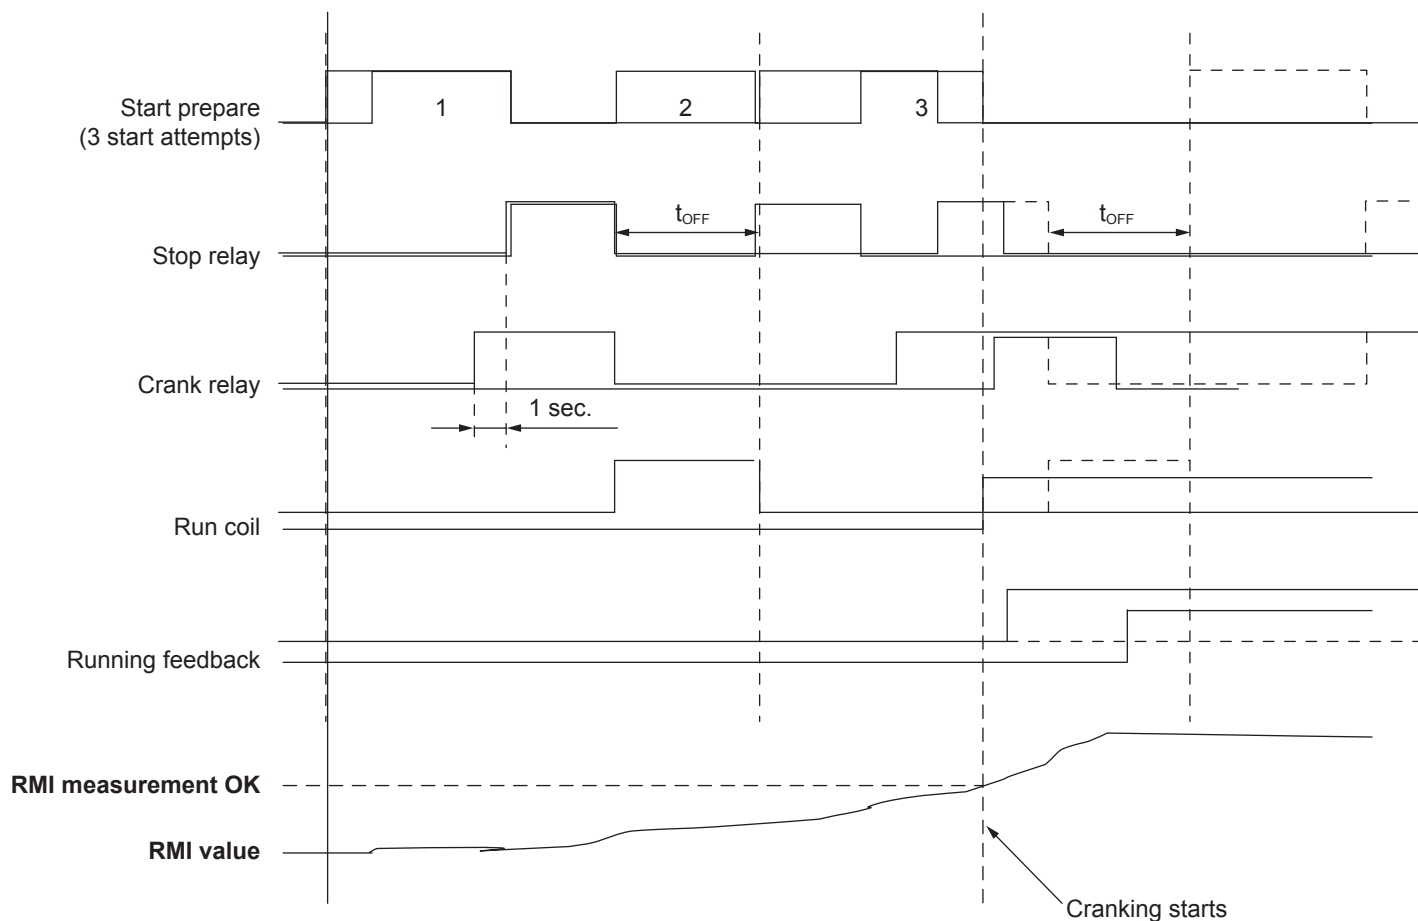 Start prepare
(3 start attempts)
1
2
3
Stop relay
tOFF
tOFF
Crank relay
1 sec.
Run coil
Running feedback
RMI measurement OK
RMI value
Cranking starts